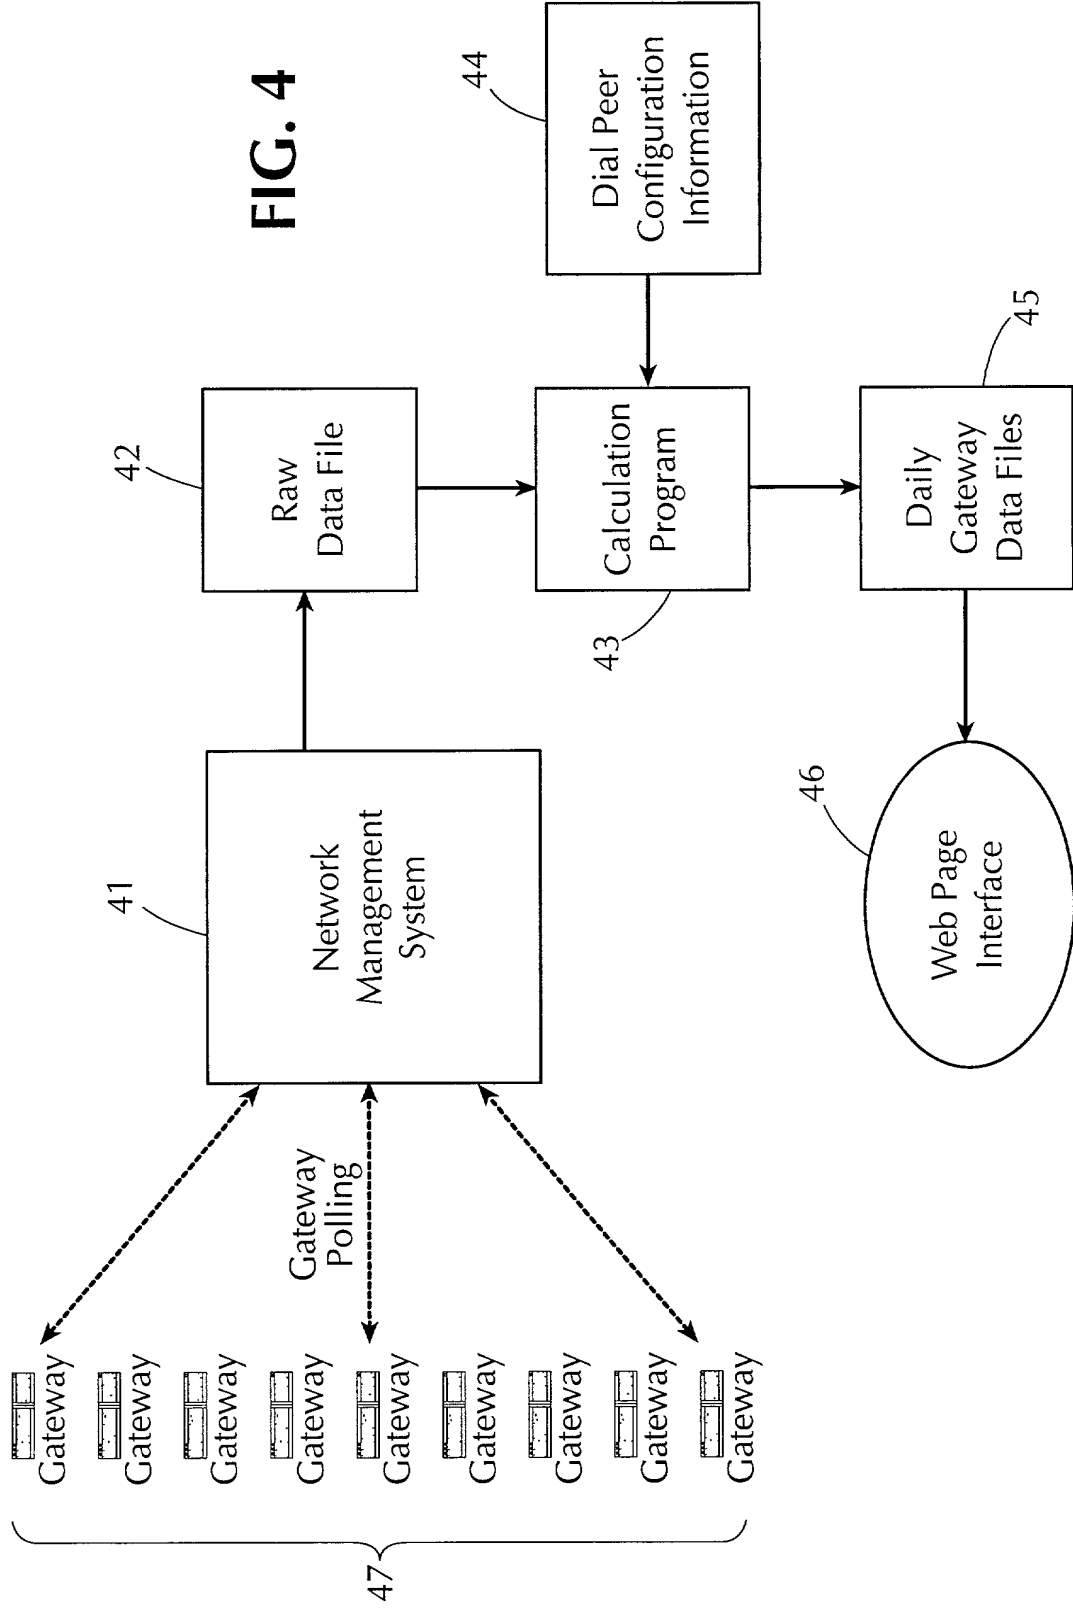 FIG. 4
47
Gateway
Gateway
Gateway
Gateway
Gateway
Gateway
Gateway
Gateway
Gateway
Gateway
Polling
41
Network
Management
System
42
Raw
Data File
43
Calculation
Program
44
Dial Peer
Configuration
Information
45
Daily
Gateway
Data Files
46
Web Page
Interface